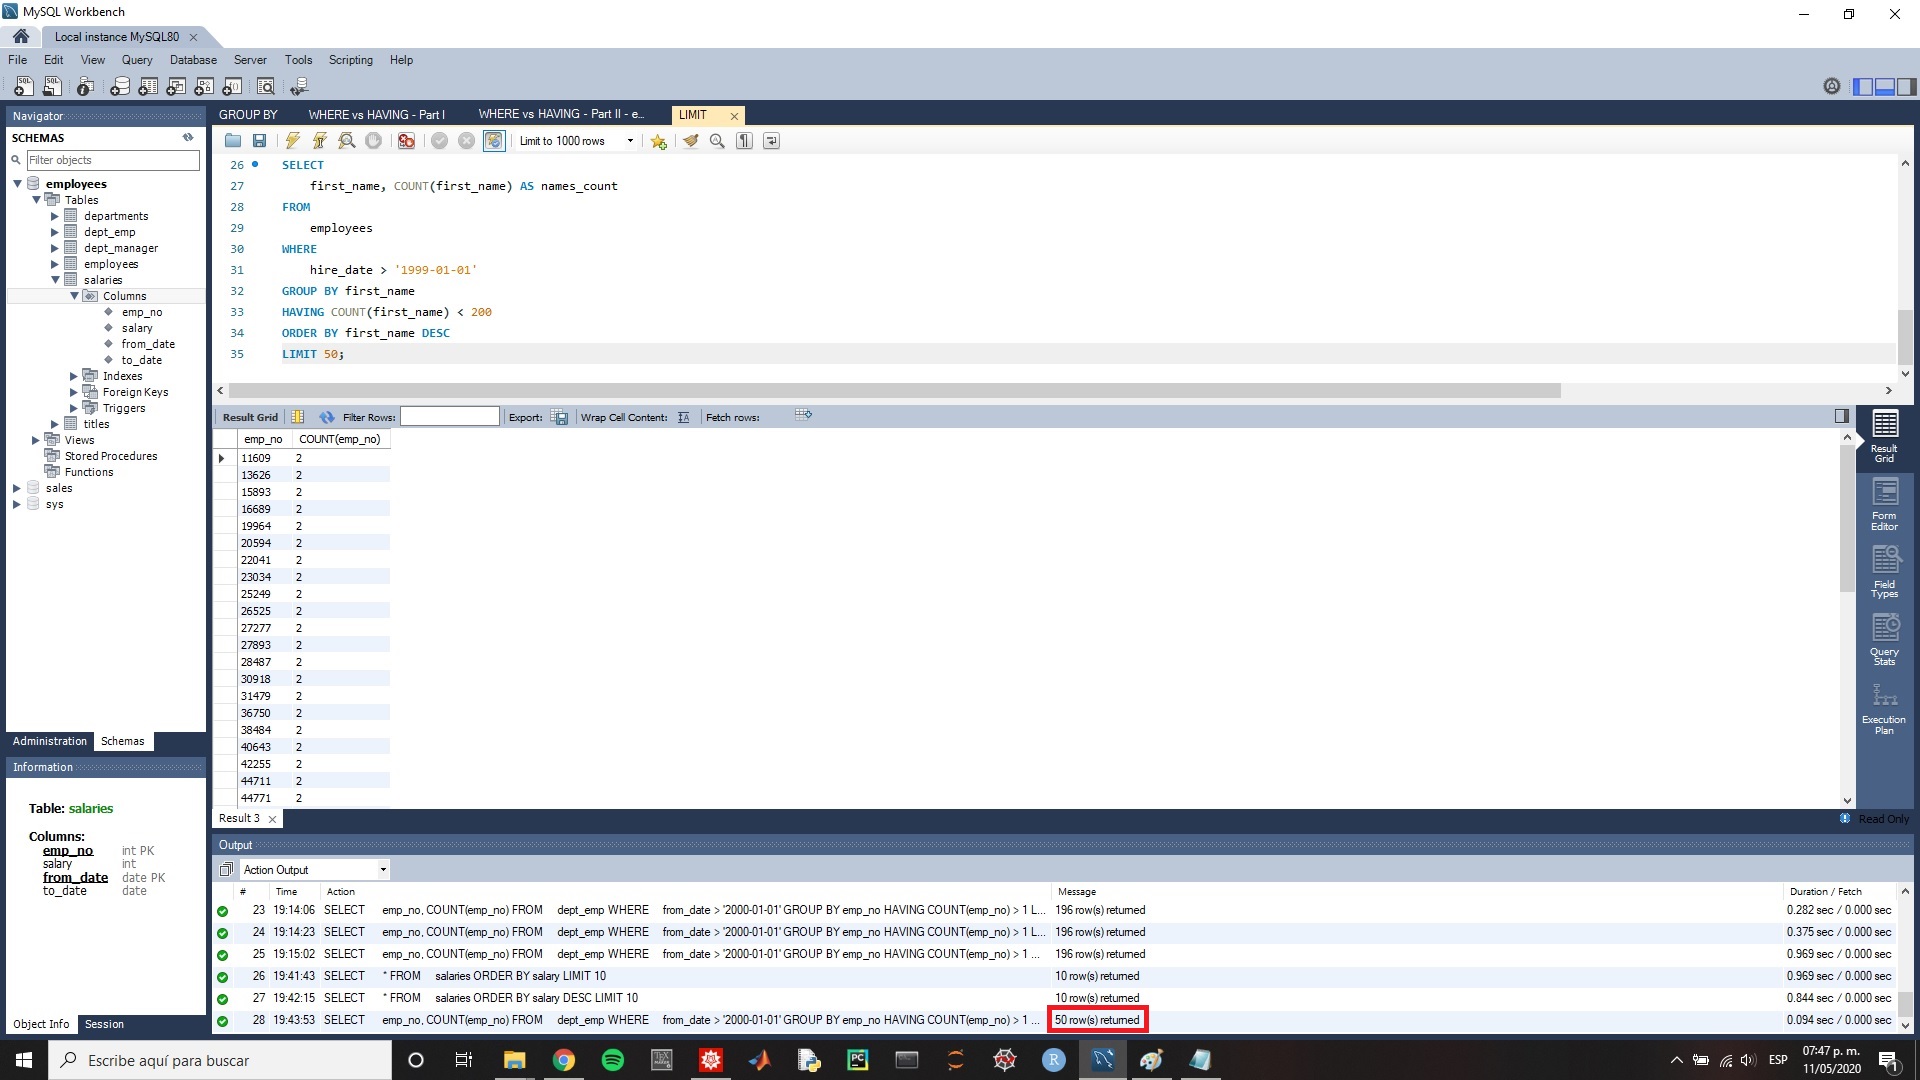 MySQL Workbench
Local instance MySQL80
File Edit View Query Database Server Tools Scripting Help
Navigator
SCHEMAS
Filter objects
employees
Tables
departments
dept_emp
dept_manager
employees
salaries
Columns
emp_no
salary
from_date
to_date
Indexes
Foreign Keys
Triggers
titles
Views
Stored Procedures
Functions
sales
sys
Administration Schemas
Information
Table: salaries
Columns:
emp_no int PK
salary int
from_date date PK
to_date date
Object Info Session
GROUP BY WHERE vs HAVING - Part I WHERE vs HAVING - Part II - e... LIMIT
Limit to 1000 rows
26 SELECT
27 first_name, COUNT(first_name) AS names_count
28 FROM
29 employees
30 WHERE
31 hire_date > '1999-01-01'
32 GROUP BY first_name
33 HAVING COUNT(first_name) < 200
34 ORDER BY first_name DESC
35 LIMIT 50;
Result Grid Filter Rows: Export: Wrap Cell Content: Fetch rows:
emp_no COUNT(emp_no)
11609 2
13626 2
15893 2
16689 2
19964 2
20594 2
22041 2
23034 2
25249 2
26525 2
27277 2
27893 2
28487 2
30918 2
31479 2
36750 2
38484 2
40643 2
42255 2
44711 2
44771 2
Result Grid
Form Editor
Field Types
Query Stats
Execution Plan
Result 3
Read Only
Output
Action Output
# Time Action Message Duration / Fetch
23 19:14:06 SELECT emp_no, COUNT(emp_no) FROM dept_emp WHERE from_date > '2000-01-01' GROUP BY emp_no HAVING COUNT(emp_no) > 1 L... 196 row(s) returned 0.282 sec / 0.000 sec
24 19:14:23 SELECT emp_no, COUNT(emp_no) FROM dept_emp WHERE from_date > '2000-01-01' GROUP BY emp_no HAVING COUNT(emp_no) > 1 L... 196 row(s) returned 0.375 sec / 0.000 sec
25 19:15:02 SELECT emp_no, COUNT(emp_no) FROM dept_emp WHERE from_date > '2000-01-01' GROUP BY emp_no HAVING COUNT(emp_no) > 1 ... 196 row(s) returned 0.969 sec / 0.000 sec
26 19:41:43 SELECT * FROM salaries ORDER BY salary LIMIT 10 10 row(s) returned 0.969 sec / 0.000 sec
27 19:42:15 SELECT * FROM salaries ORDER BY salary DESC LIMIT 10 10 row(s) returned 0.844 sec / 0.000 sec
28 19:43:53 SELECT emp_no, COUNT(emp_no) FROM dept_emp WHERE from_date > '2000-01-01' GROUP BY emp_no HAVING COUNT(emp_no) > 1 ... 50 row(s) returned 0.094 sec / 0.000 sec
Escribe aquí para buscar
ESP
07:47 p. m.
11/05/2020
1